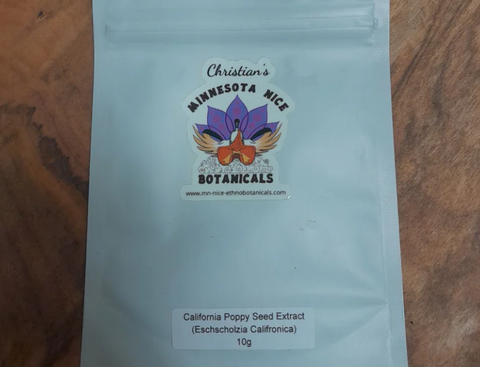 Christian's
MINNESOTA NICE
BOTANICALS
www.mn-nice-ethnobotanicals.com
California Poppy Seed Extract
(Eschscholzia Califronica)
10g